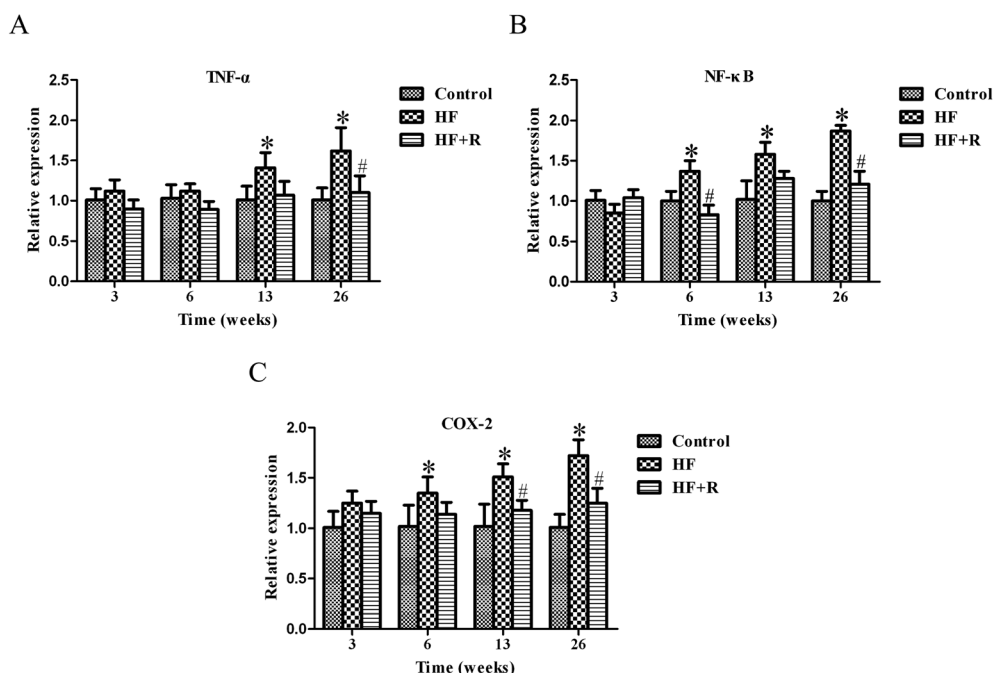 A
TNF-α
2.5
2.0
1.5
1.0
0.5
0.0
Relative expression
* *
#
3 6 13 26
Time (weeks)
Control
HF
HF+R
B
NF-κB
2.5
2.0
1.5
1.0
0.5
0.0
Relative expression
* * *
# #
3 6 13 26
Time (weeks)
Control
HF
HF+R
C
COX-2
2.0
1.5
1.0
0.5
0.0
Relative expression
* * *
# #
3 6 13 26
Time (weeks)
Control
HF
HF+R